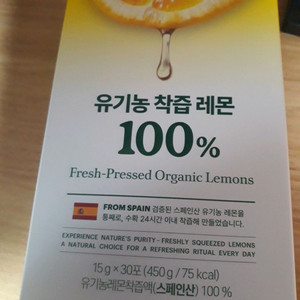 유기농 착즙 레몬
100%
Fresh-Pressed Organic Lemons
FROM SPAIN 검증된 스페인산 유기농 레몬을
통째로, 수확 24시간 이내 착즙해 만들었습니다.
EXPERIENCE NATURE'S PURITY - FRESHLY SQUEEZED LEMONS
A NATURAL CHOICE FOR A REFRESHING RITUAL EVERY DAY
15 g × 30포 (450 g / 75 kcal)
유기농레몬착즙액(스페인산) 100 %